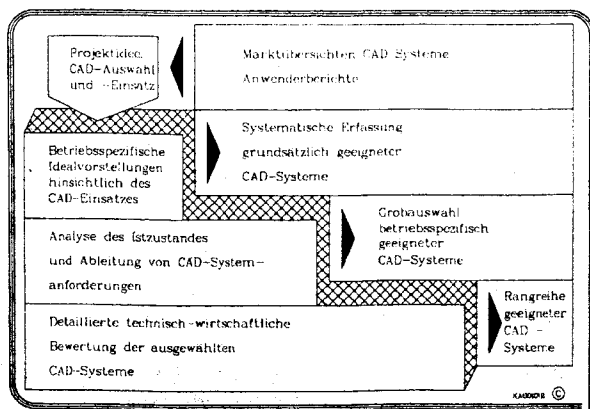 Projektidee,
CAD-Auswahl
und -Einsatz
Marktübersichten CAD Systeme
Anwenderberichte
Systematische Erfassung
grundsätzlich geeigneter
CAD-Systeme
Betriebsspezifische
Idealvorstellungen
hinsichtlich des
CAD-Einsatzes
Grobauswahl
betriebsspezifisch
geeigneter
CAD-Systeme
Analyse des Istzustandes
und Ableitung von CAD-System-
anforderungen
Rangreihe
geeigneter
CAD -
Systeme
Detaillierte technisch-wirtschaftliche
Bewertung der ausgewählten
CAD-Systeme
©